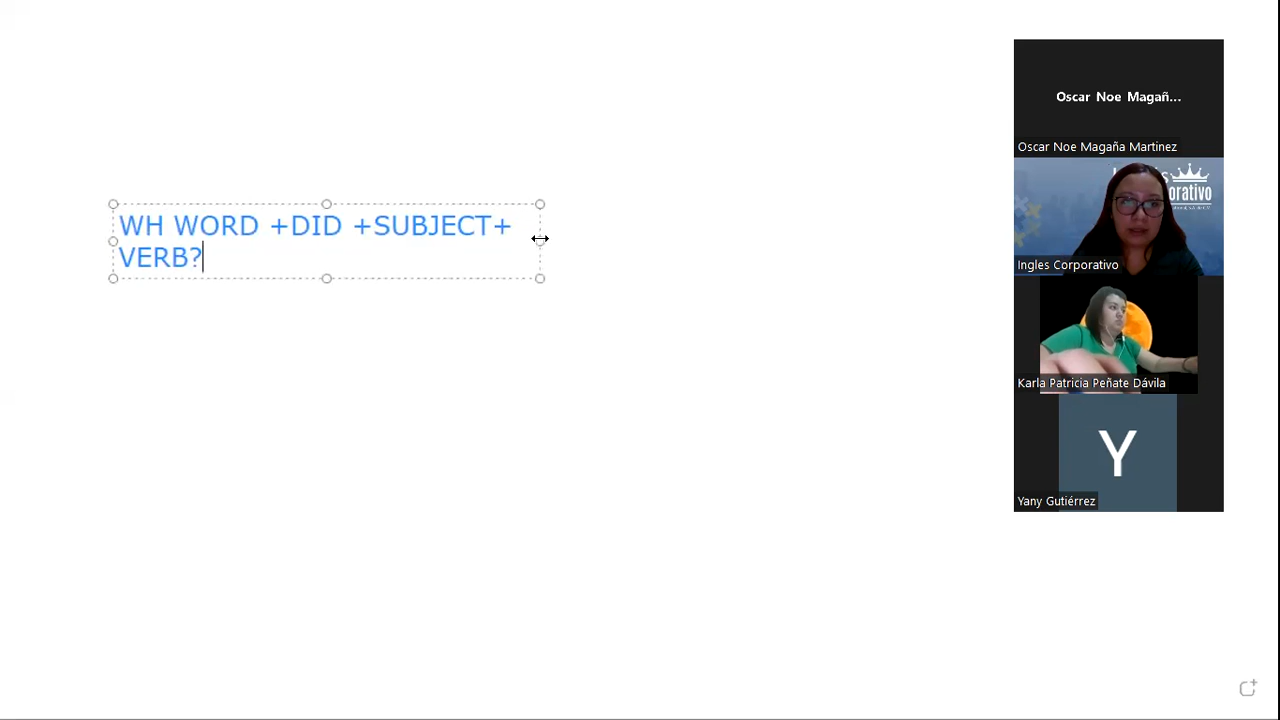 WH WORD +DID +SUBJECT+
VERB?
Oscar Noe Magañ...
Oscar Noe Magaña Martinez
Ingles Corporativo
Karla Patricia Peñate Dávila
Y
Yany Gutiérrez